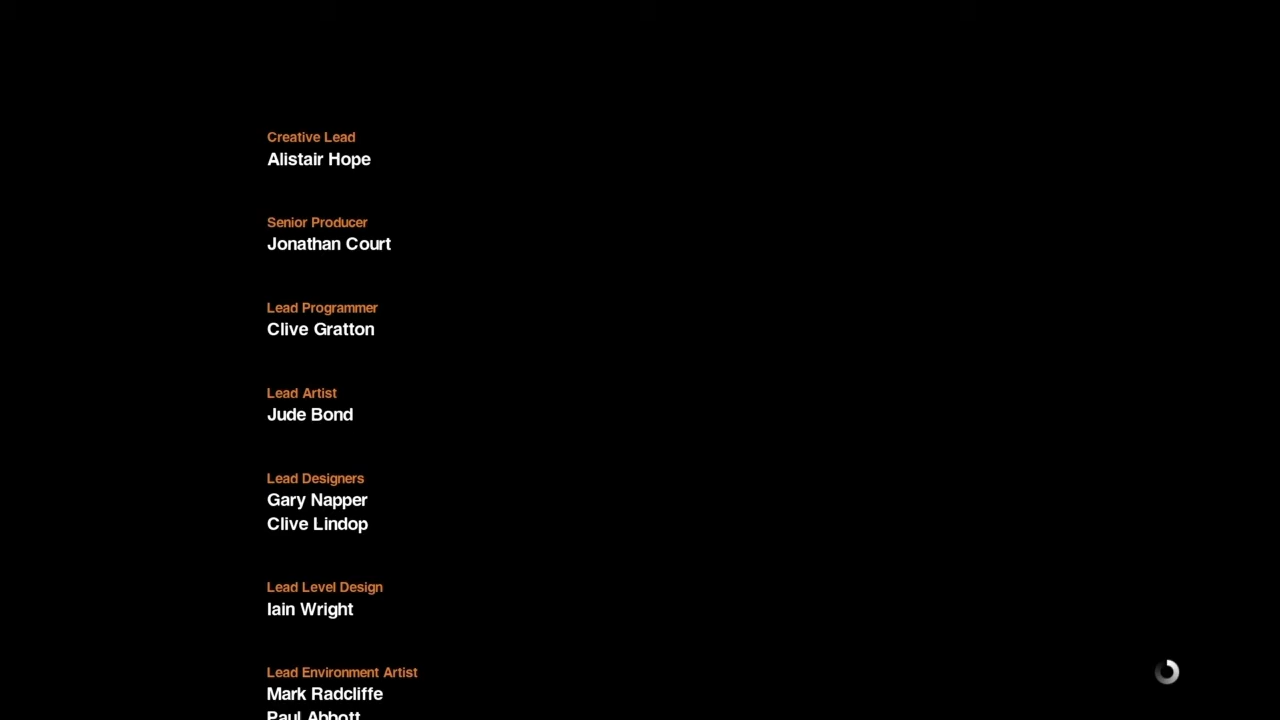 Creative Lead
Alistair Hope
Senior Producer
Jonathan Court
Lead Programmer
Clive Gratton
Lead Artist
Jude Bond
Lead Designers
Gary Napper
Clive Lindop
Lead Level Design
Iain Wright
Lead Environment Artist
Mark Radcliffe
Paul Abbott